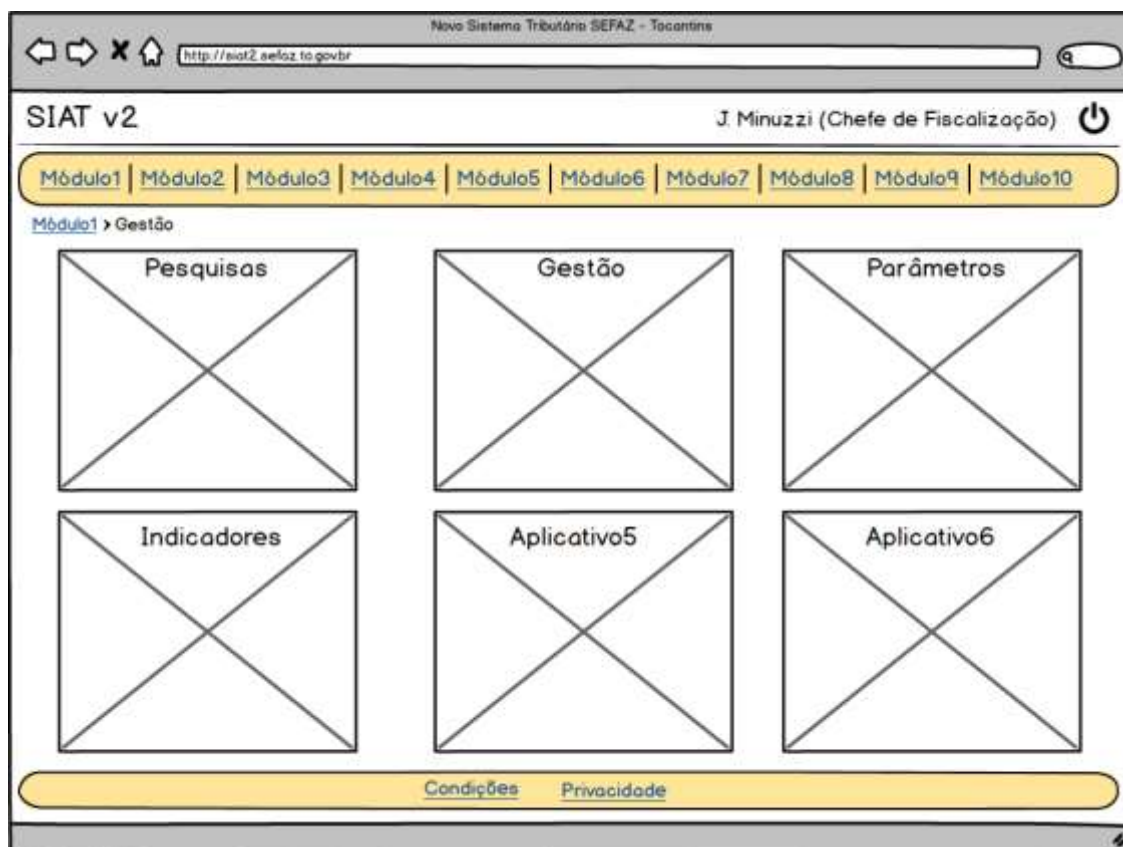 Novo Sistema Tributário SEFAZ - Tocantins
http://siat2.sefaz.to.gov.br
SIAT v2
J. Minuzzi (Chefe de Fiscalização)
Módulo1 | Módulo2 | Módulo3 | Módulo4 | Módulo5 | Módulo6 | Módulo7 | Módulo8 | Módulo9 | Módulo10
Módulo1 > Gestão
Pesquisas
Gestão
Parâmetros
Indicadores
Aplicativo5
Aplicativo6
Condições
Privacidade